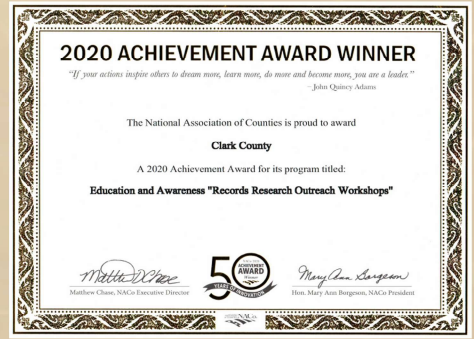 2020 ACHIEVEMENT AWARD WINNER
“If your actions inspire others to dream more, learn more, do more and become more, you are a leader.”
– John Quincy Adams
The National Association of Counties is proud to award
Clark County
A 2020 Achievement Award for its program titled:
Education and Awareness "Records Research Outreach Workshops"
50
ACHIEVEMENT
AWARD
Winner
YEARS OF INNOVATION
Matthew Chase, NACo Executive Director
Hon. Mary Ann Borgeson, NACo President
NACo